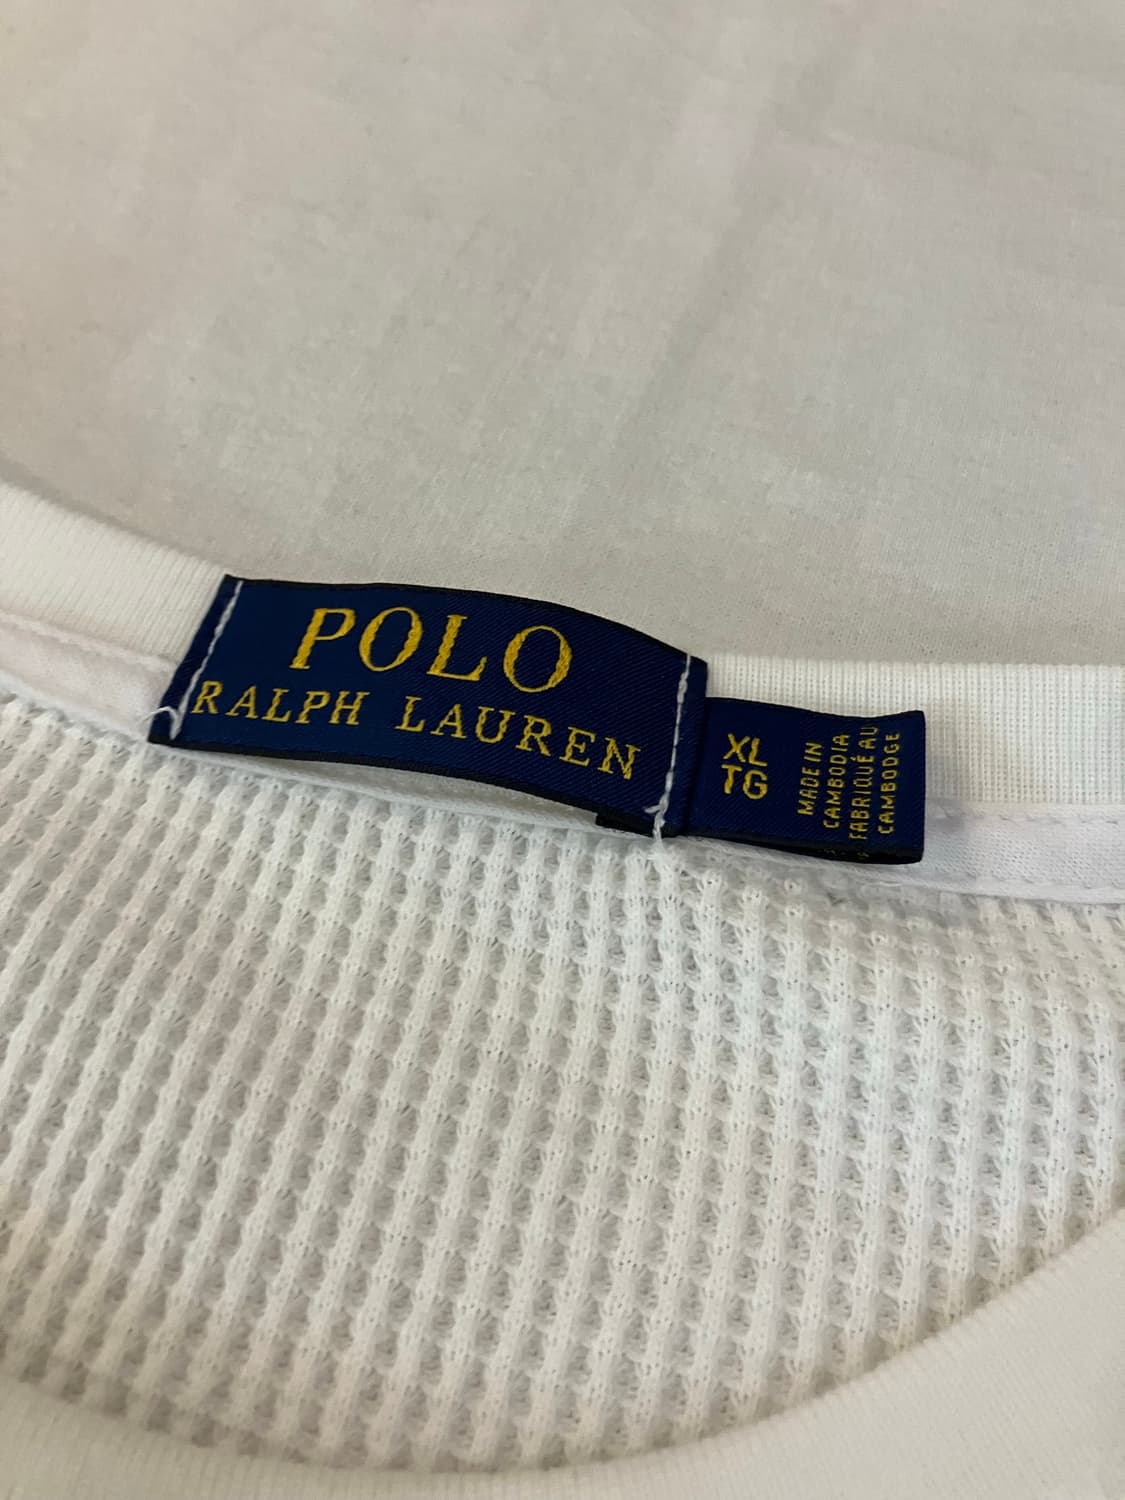 POLO
RALPH LAUREN
XL
TG
MADE IN
CAMBODIA
FABRIQUÉ AU
CAMBODGE